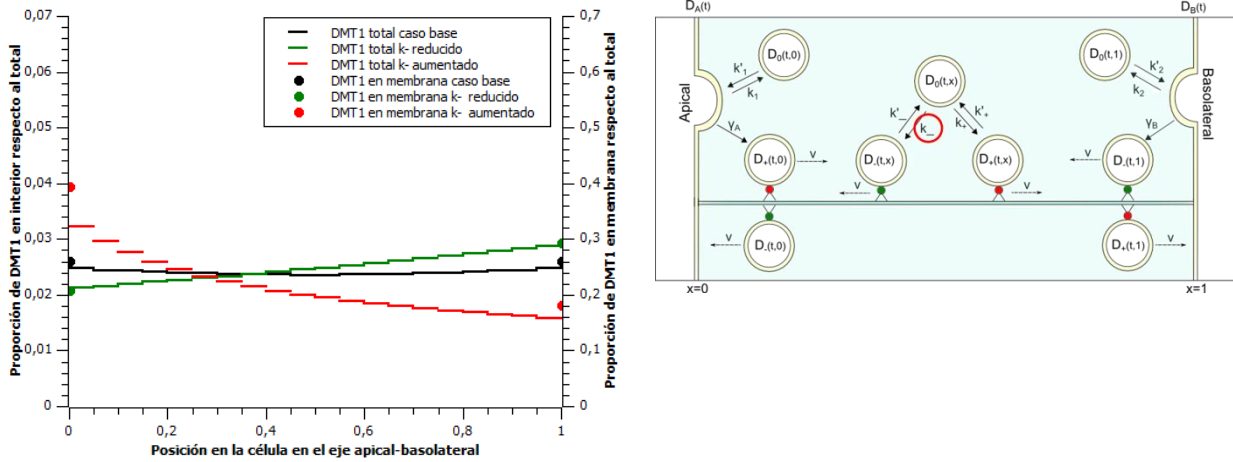 Proporción de DMT1 en interior respecto al total
0,07
0,06
0,05
0,04
0,03
0,02
0,01
0
DMT1 total caso base
DMT1 total k- reducido
DMT1 total k- aumentado
DMT1 en membrana caso base
DMT1 en membrana k- reducido
DMT1 en membrana k- aumentado
0,7
0,6
0,5
0,4
0,3
0,2
0,1
0
Proporción de DMT1 en membrana respecto al total
0
0,2
0,4
0,6
0,8
1
Posición en la célula en el eje apical-basolateral
D_A(t)
D_B(t)
D₀(t,0)
D₀(t,1)
k'₁
k₁
D₀(t,x)
k'₂
k₂
Apical
Basolateral
k'_
k_
k'₊
k₊
γ_A
γ_B
D₊(t,0)
v
D₋(t,x)
v
D₊(t,x)
v
v
D₋(t,1)
v
D₋(t,0)
D₊(t,1)
v
x=0
x=1